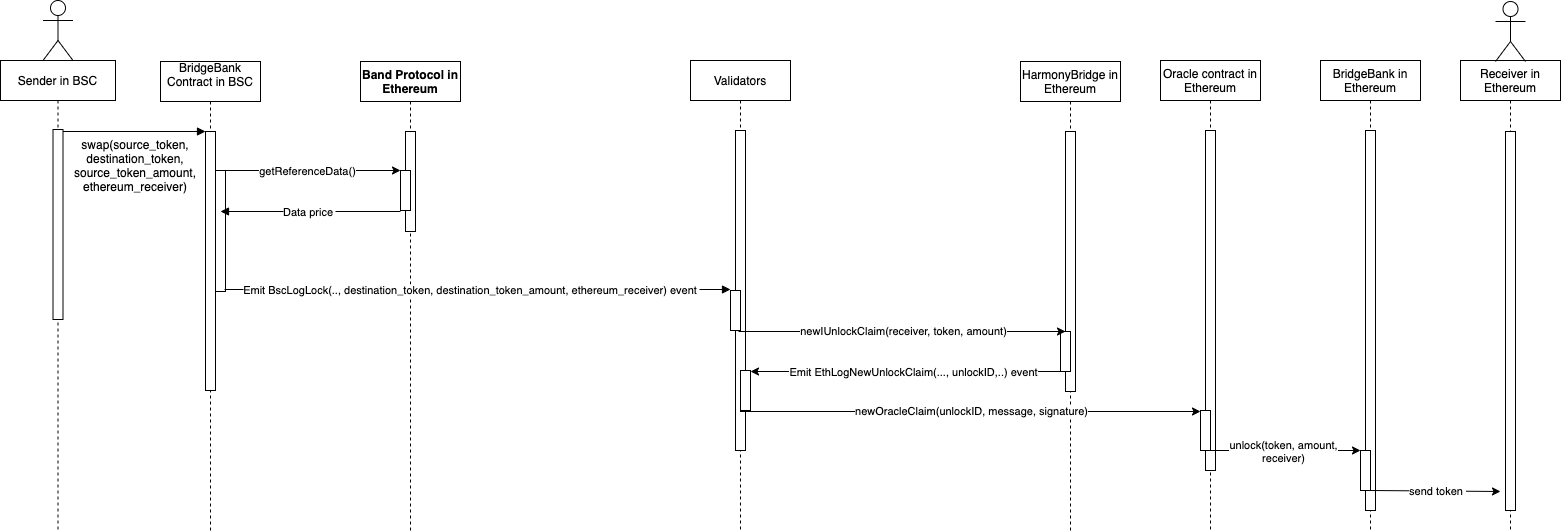 Sender in BSC
BridgeBank
Contract in BSC
Band Protocol in
Ethereum
Validators
HarmonyBridge in
Ethereum
Oracle contract in
Ethereum
BridgeBank in
Ethereum
Receiver in
Ethereum
swap(source_token,
destination_token,
source_token_amount,
ethereum_receiver)
getReferenceData()
Data price
Emit BscLogLock(.., destination_token, destination_token_amount, ethereum_receiver) event
newIUnlockClaim(receiver, token, amount)
Emit EthLogNewUnlockClaim(..., unlockID,..) event
newOracleClaim(unlockID, message, signature)
unlock(token, amount,
receiver)
send token